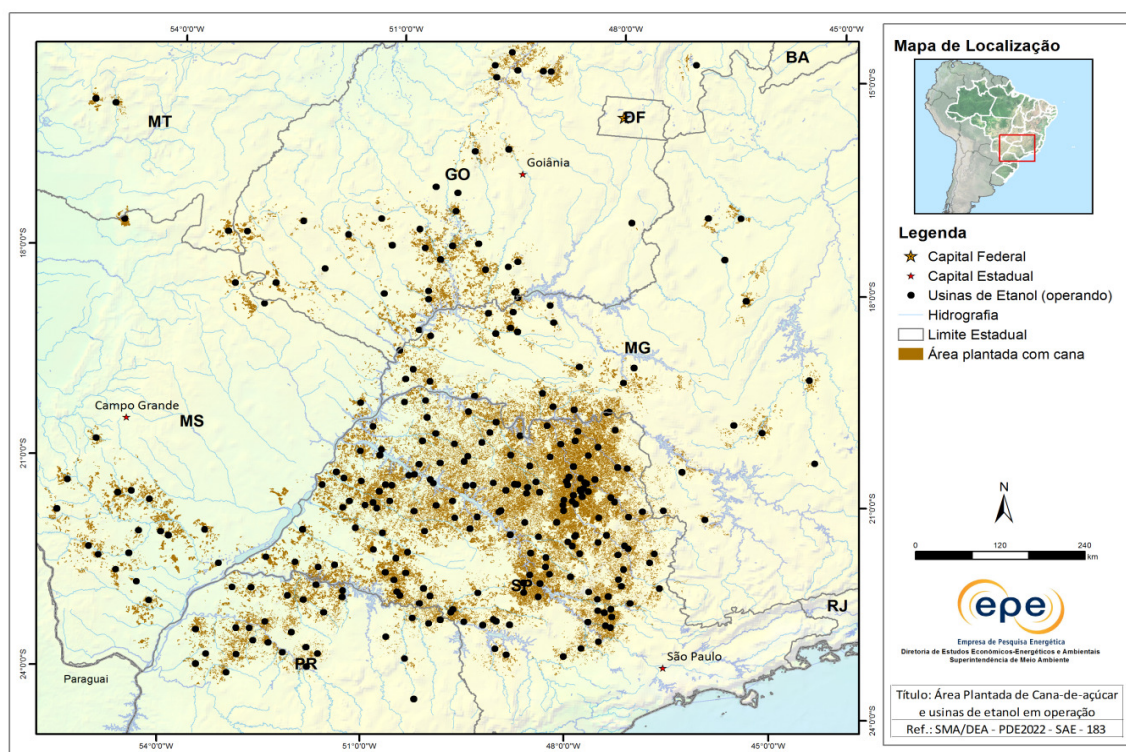 54°0'0"W
51°0'0"W
48°0'0"W
45°0'0"W
15°0'0"S
18°0'0"S
18°0'0"S
21°0'0"S
21°0'0"S
24°0'0"S
24°0'0"S
54°0'0"W
51°0'0"W
48°0'0"W
45°0'0"W
BA
MT
DF
GO
Goiânia
MG
Campo Grande
MS
SP
RJ
PR
São Paulo
Paraguai
Mapa de Localização
Legenda
Capital Federal
Capital Estadual
Usinas de Etanol (operando)
Hidrografia
Limite Estadual
Área plantada com cana
N
0 120 240
km
epe
Empresa de Pesquisa Energética
Diretoria de Estudos Econômicos-Energéticos e Ambientais
Superintendência de Meio Ambiente
Título: Área Plantada de Cana-de-açúcar
e usinas de etanol em operação
Ref.: SMA/DEA - PDE2022 - SAE - 183